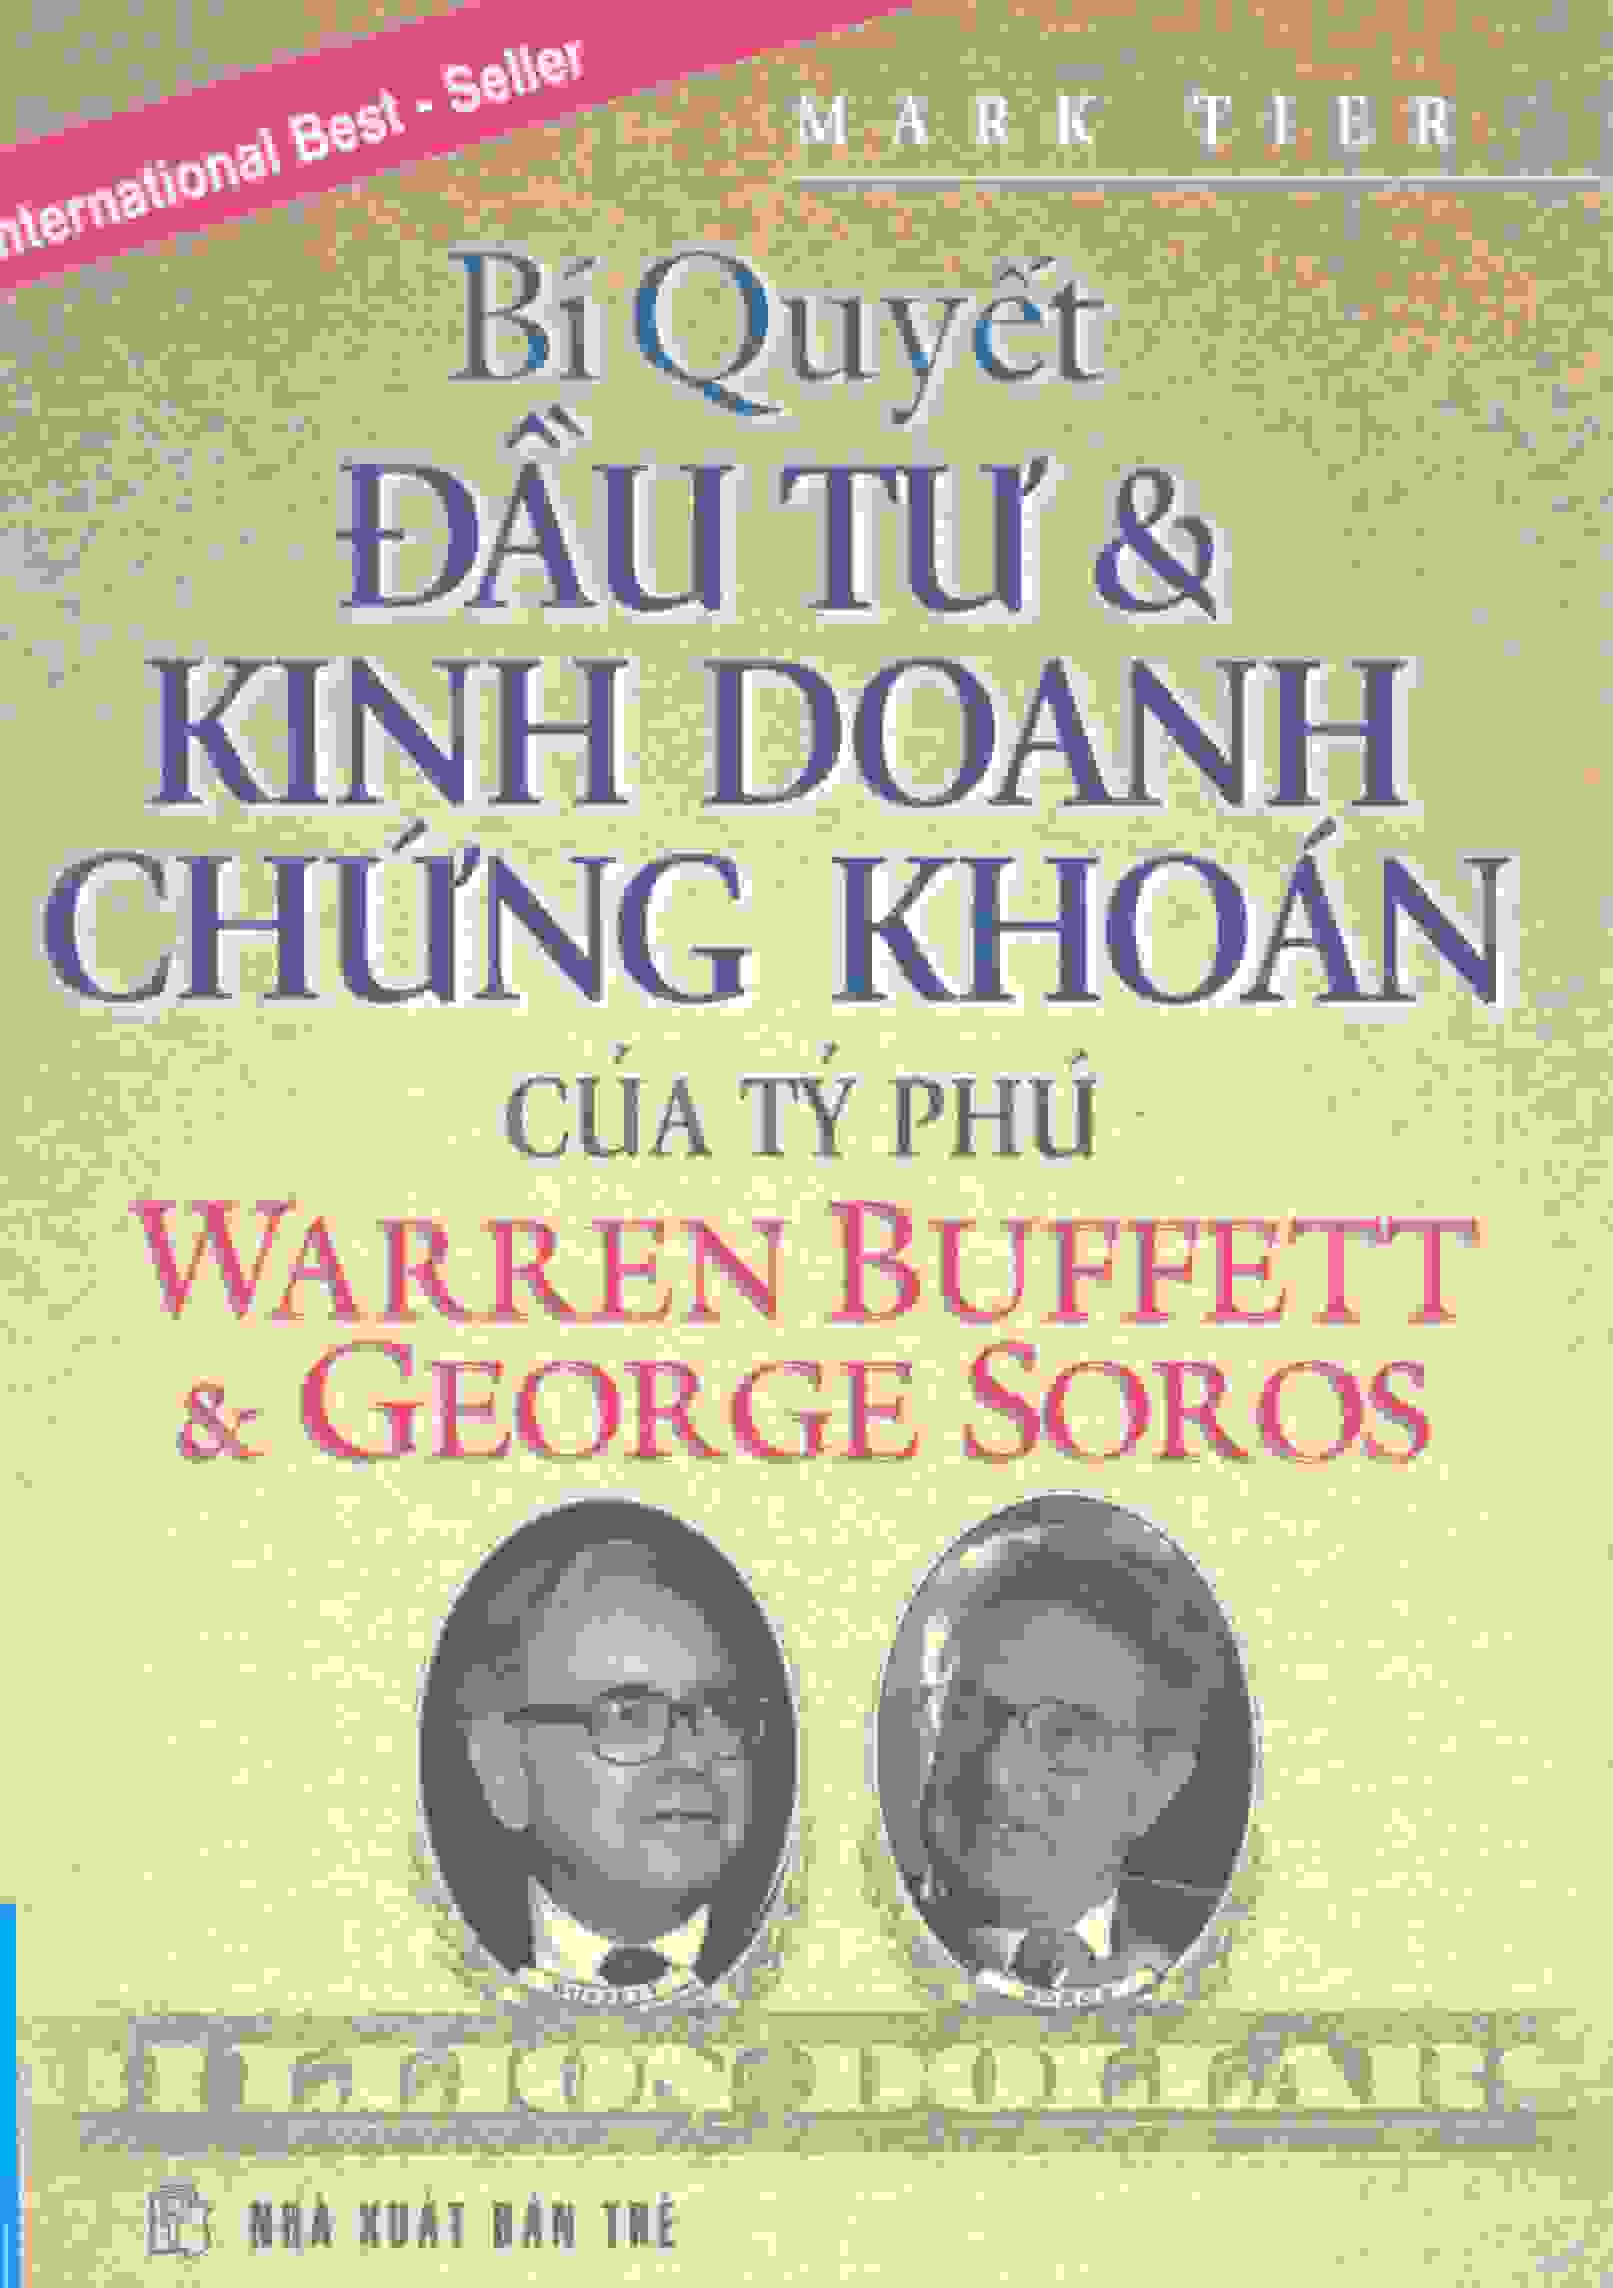 International Best - Seller
MARK TIER
Bí Quyết
ĐẦU TƯ &
KINH DOANH
CHỨNG KHOÁN
CỦA TỶ PHÚ
WARREN BUFFETT
& GEORGE SOROS
DOLLAR
NHÀ XUẤT BẢN TRẺ